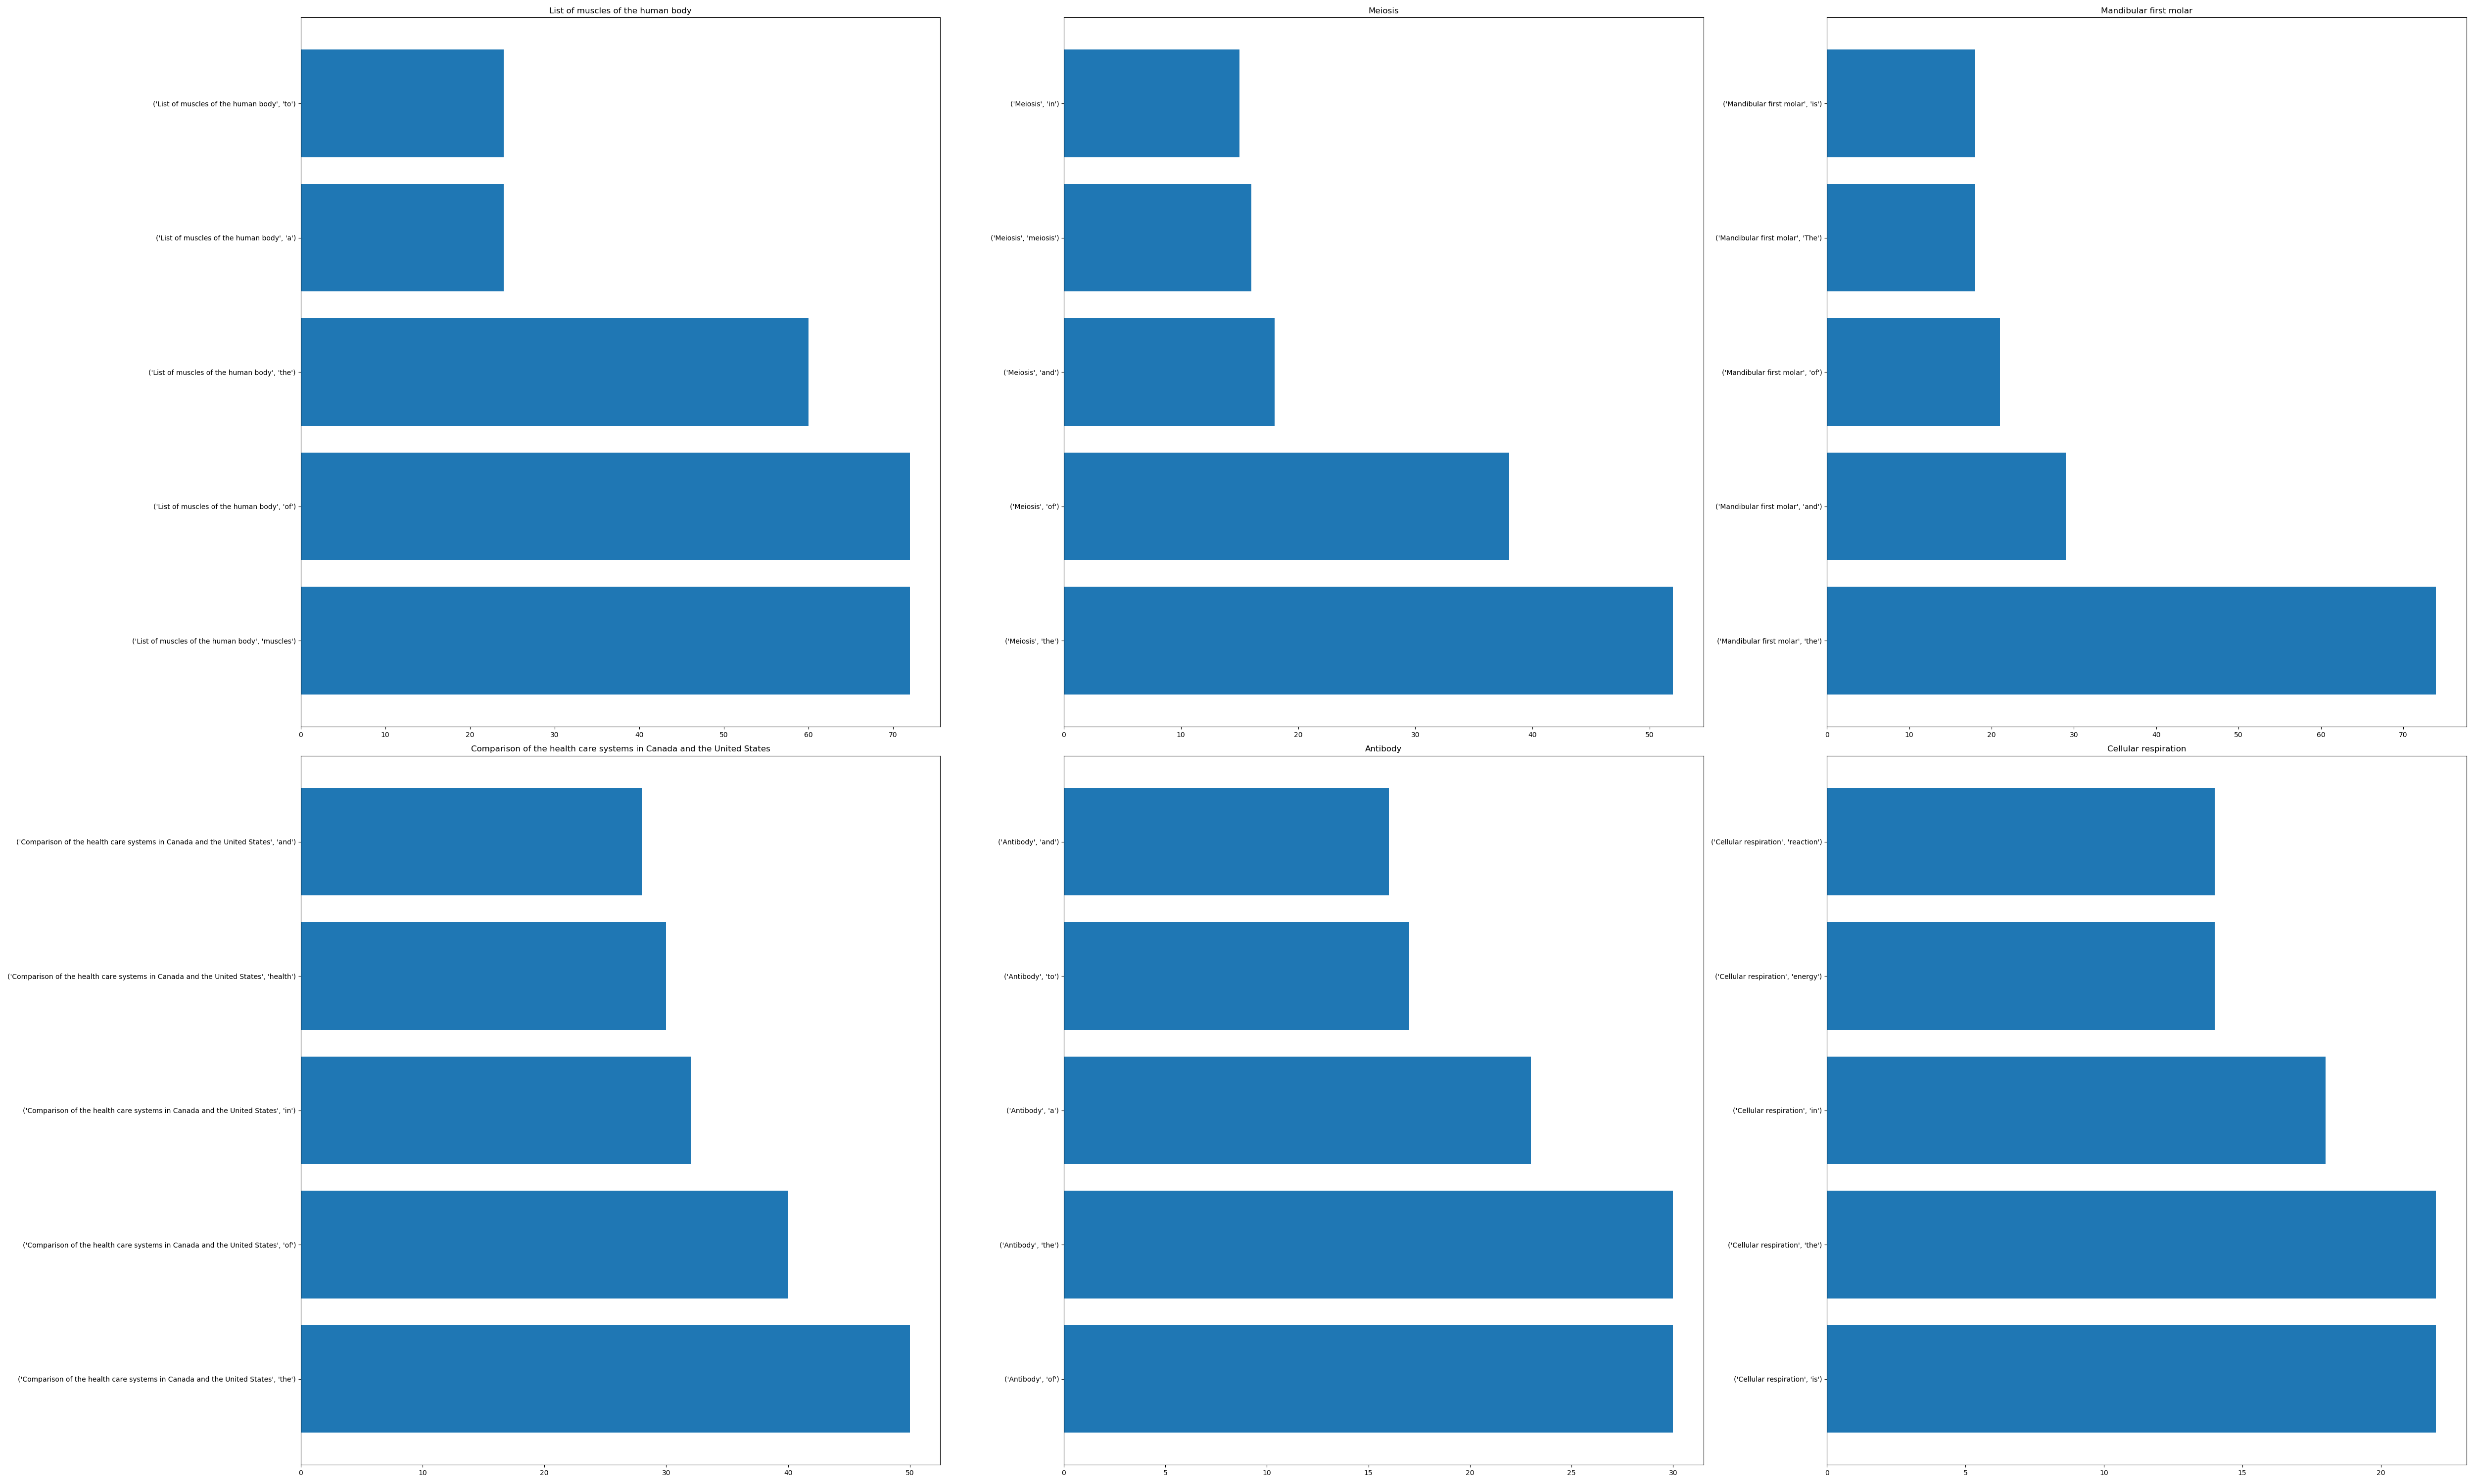 List of muscles of the human body
('List of muscles of the human body', 'to')
('List of muscles of the human body', 'a')
('List of muscles of the human body', 'the')
('List of muscles of the human body', 'of')
('List of muscles of the human body', 'muscles')
0 10 20 30 40 50 60 70
Meiosis
('Meiosis', 'in')
('Meiosis', 'meiosis')
('Meiosis', 'and')
('Meiosis', 'of')
('Meiosis', 'the')
0 10 20 30 40 50
Mandibular first molar
('Mandibular first molar', 'is')
('Mandibular first molar', 'The')
('Mandibular first molar', 'of')
('Mandibular first molar', 'and')
('Mandibular first molar', 'the')
0 10 20 30 40 50 60 70
Comparison of the health care systems in Canada and the United States
('Comparison of the health care systems in Canada and the United States', 'and')
('Comparison of the health care systems in Canada and the United States', 'health')
('Comparison of the health care systems in Canada and the United States', 'in')
('Comparison of the health care systems in Canada and the United States', 'of')
('Comparison of the health care systems in Canada and the United States', 'the')
0 10 20 30 40 50
Antibody
('Antibody', 'and')
('Antibody', 'to')
('Antibody', 'a')
('Antibody', 'the')
('Antibody', 'of')
0 5 10 15 20 25 30
Cellular respiration
('Cellular respiration', 'reaction')
('Cellular respiration', 'energy')
('Cellular respiration', 'in')
('Cellular respiration', 'the')
('Cellular respiration', 'is')
0 5 10 15 20